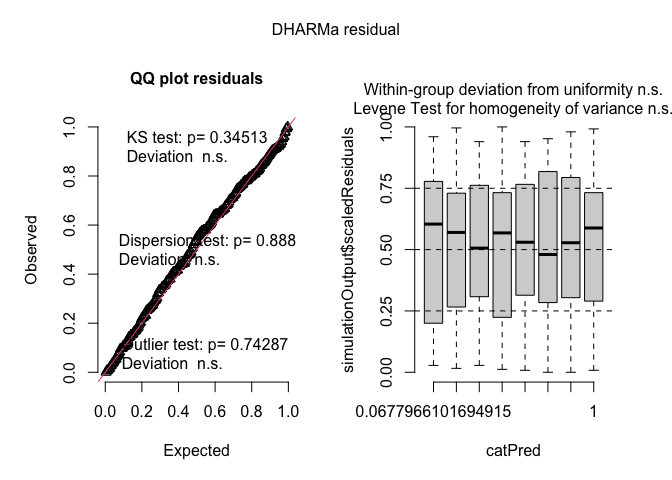 DHARMa residual
QQ plot residuals
KS test: p= 0.34513
Deviation n.s.
Dispersion test: p= 0.888
Deviation n.s.
Outlier test: p= 0.74287
Deviation n.s.
Observed
0.0 0.2 0.4 0.6 0.8 1.0
0.0 0.2 0.4 0.6 0.8 1.0
Expected
Within-group deviation from uniformity n.s.
Levene Test for homogeneity of variance n.s.
simulationOutput$scaledResiduals
0.00 0.25 0.50 0.75 1.00
0.0677966101694915 1
catPred